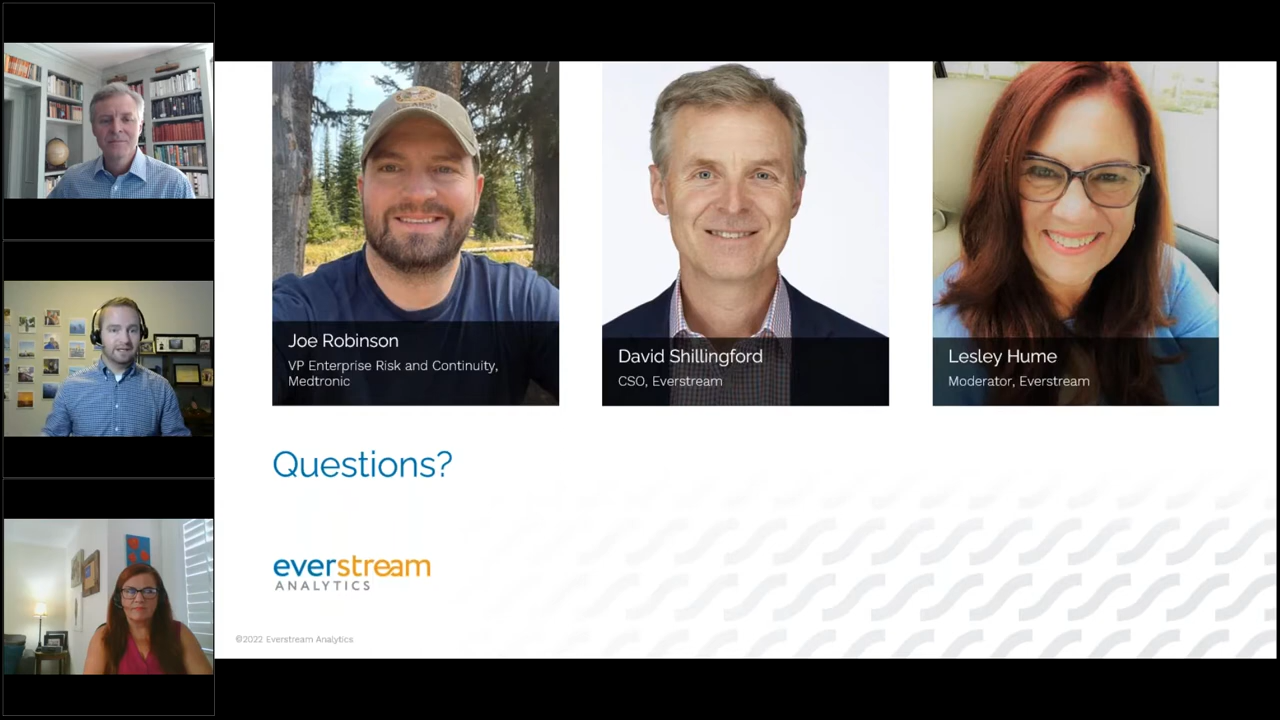 Joe Robinson
VP Enterprise Risk and Continuity,
Medtronic
David Shillingford
CSO, Everstream
Lesley Hume
Moderator, Everstream
Questions?
everstream
ANALYTICS
©2022 Everstream Analytics